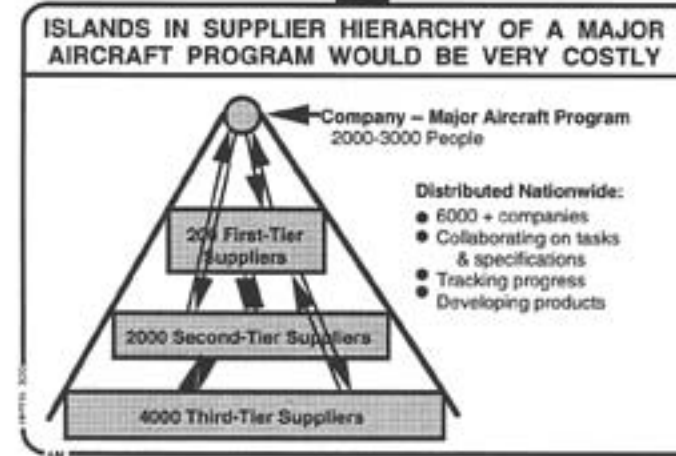 ISLANDS IN SUPPLIER HIERARCHY OF A MAJOR
AIRCRAFT PROGRAM WOULD BE VERY COSTLY
Company – Major Aircraft Program
2000-3000 People
Distributed Nationwide:
● 6000 + companies
● Collaborating on tasks
& specifications
● Tracking progress
● Developing products
First-Tier
Suppliers
2000 Second-Tier Suppliers
4000 Third-Tier Suppliers